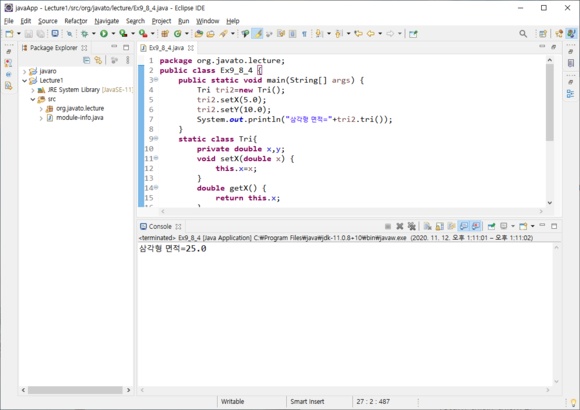 javaApp - Lecture1/src/org/javato/lecture/Ex9_8_4.java - Eclipse IDE
File Edit Source Refactor Navigate Search Project Run Window Help
Package Explorer
javaro
Lecture1
JRE System Library [JavaSE-11]
src
org.javato.lecture
module-info.java
Ex9_8_4.java
1 package org.javato.lecture;
2 public class Ex9_8_4 {
3 public static void main(String[] args) {
4 Tri tri2=new Tri();
5 tri2.setX(5.0);
6 tri2.setY(10.0);
7 System.out.println("삼각형 면적="+tri2.tri());
8 }
9 static class Tri{
10 private double x,y;
11 void setX(double x) {
12 this.x=x;
13 }
14 double getX() {
15 return this.x;
16 }
Console
<terminated> Ex9_8_4 [Java Application] C:₩Program Files₩java₩jdk-11.0.8+10₩bin₩javaw.exe (2020. 11. 12. 오후 1:11:01 – 오후 1:11:02)
삼각형 면적=25.0
Writable Smart Insert 27 : 2 : 487